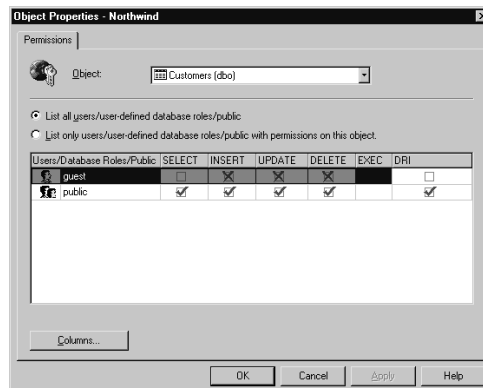 Object Properties - Northwind
Permissions
Object: Customers (dbo)
List all users/user-defined database roles/public
List only users/user-defined database roles/public with permissions on this object.
Users/Database Roles/Public SELECT INSERT UPDATE DELETE EXEC DRI
guest
public
Columns...
OK Cancel Apply Help